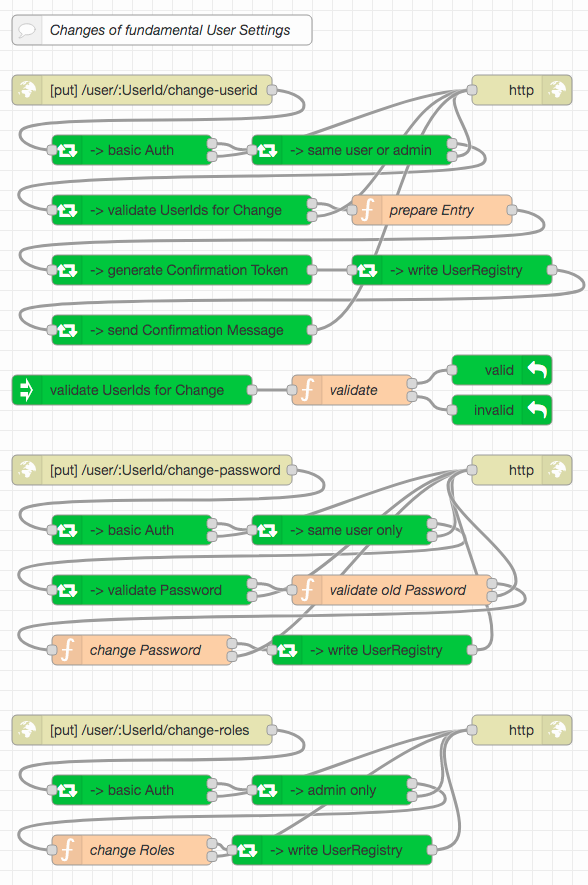 Changes of fundamental User Settings
[put] /user/:UserId/change-userid
http
-> basic Auth
-> same user or admin
-> validate UserIds for Change
prepare Entry
-> generate Confirmation Token
-> write UserRegistry
-> send Confirmation Message
validate UserIds for Change
validate
valid
invalid
[put] /user/:UserId/change-password
http
-> basic Auth
-> same user only
-> validate Password
validate old Password
change Password
-> write UserRegistry
[put] /user/:UserId/change-roles
http
-> basic Auth
-> admin only
change Roles
-> write UserRegistry